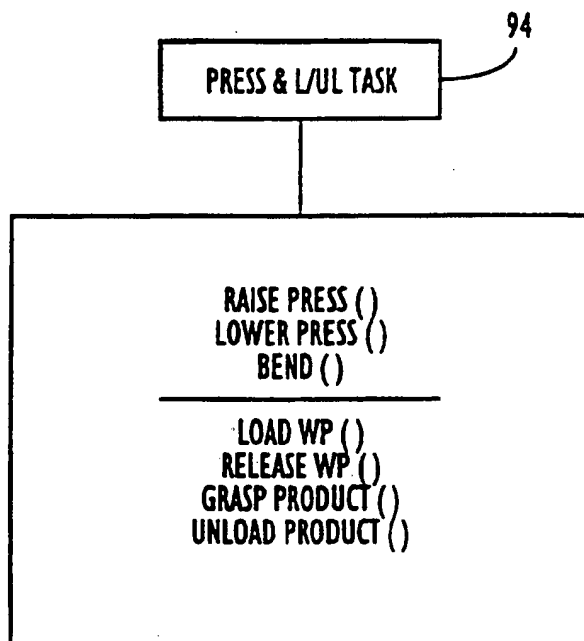 94
PRESS & L/UL TASK
RAISE PRESS ()
LOWER PRESS ()
BEND ()
LOAD WP ()
RELEASE WP ()
GRASP PRODUCT ()
UNLOAD PRODUCT ()